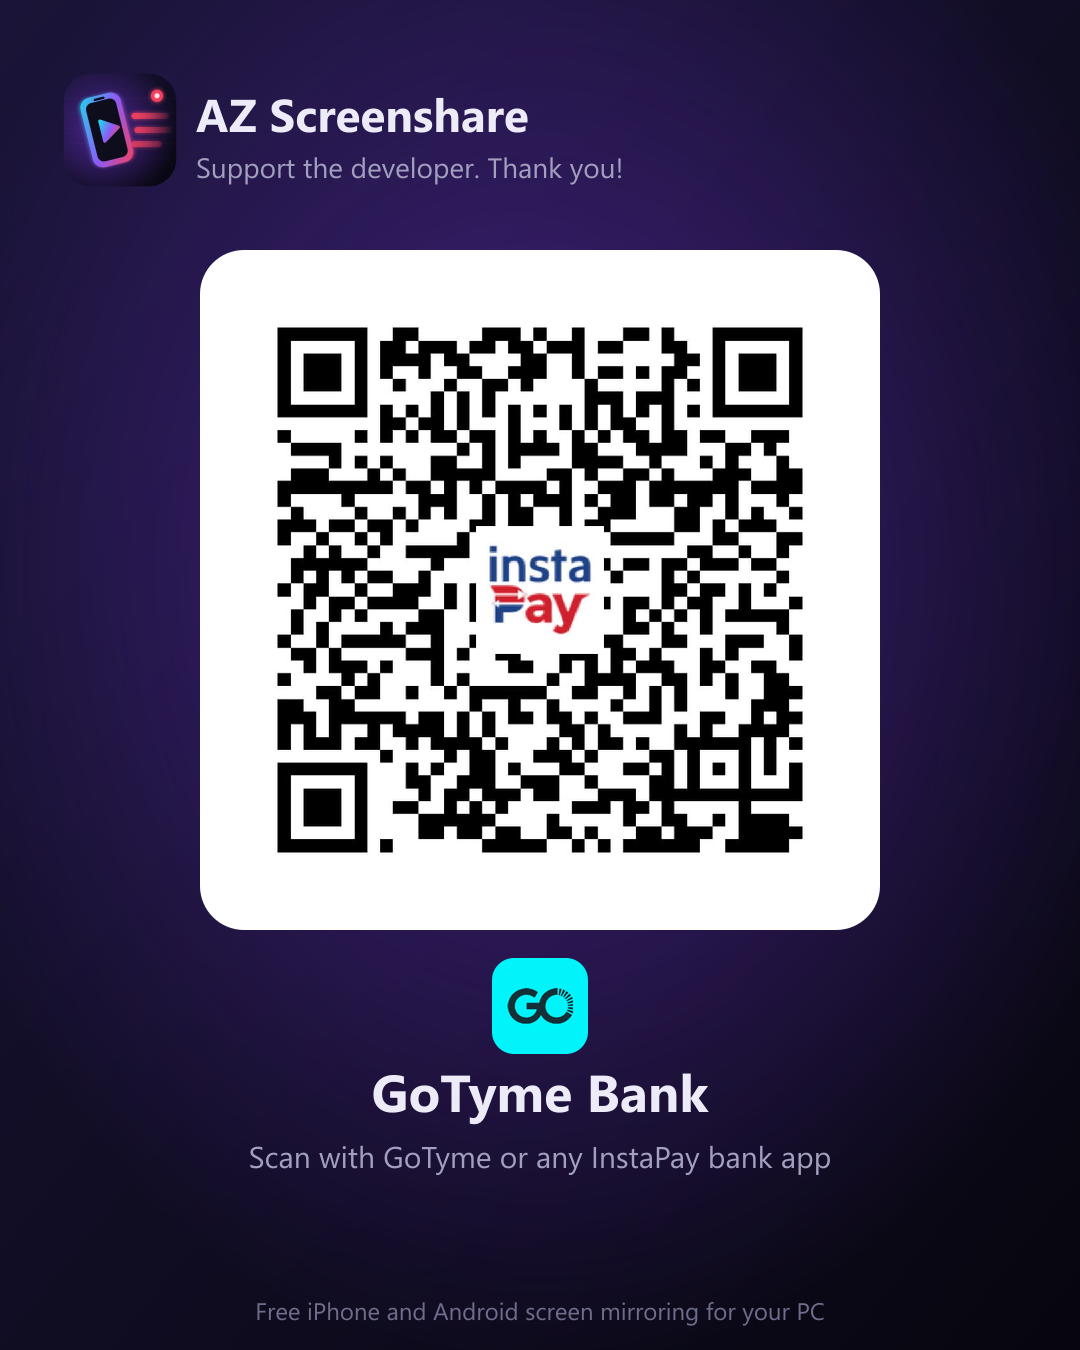 AZ Screenshare
Support the developer. Thank you!
insta
Pay
GO
GoTyme Bank
Scan with GoTyme or any InstaPay bank app
Free iPhone and Android screen mirroring for your PC